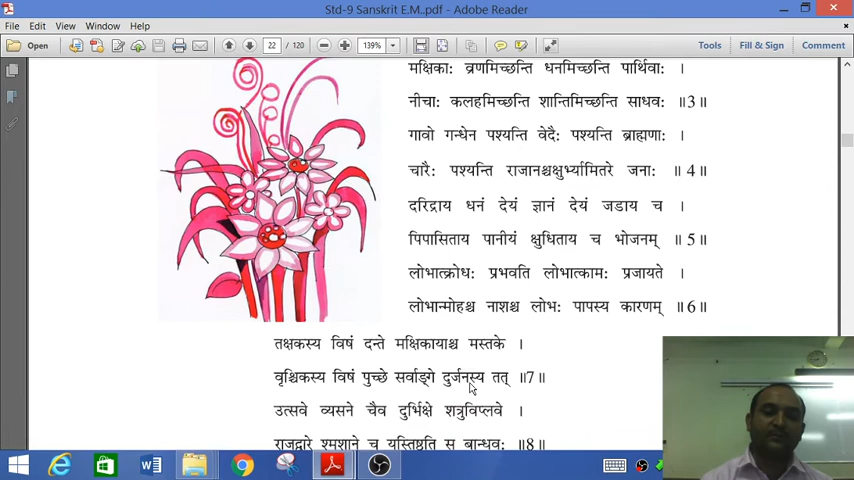 Std-9 Sanskrit E.M..pdf - Adobe Reader
File Edit View Window Help
Open 22 / 120 139% Tools Fill & Sign Comment
मक्षिका: व्रणमिच्छन्ति धनमिच्छन्ति पार्थिवा: ।
नीचा: कलहमिच्छन्ति शान्तिमिच्छन्ति साधव: ॥3॥
गावो गन्धेन पश्यन्ति वेदै: पश्यन्ति ब्राह्मणा: ।
चारै: पश्यन्ति राजानश्चक्षुर्भ्यामितरे जना: ॥4॥
दरिद्राय धनं देयं ज्ञानं देयं जडाय च ।
पिपासिताय पानीयं क्षुधिताय च भोजनम् ॥5॥
लोभात्क्रोध: प्रभवति लोभात्काम: प्रजायते ।
लोभान्मोहश्च नाशश्च लोभ: पापस्य कारणम् ॥6॥
तक्षकस्य विषं दन्ते मक्षिकायाश्च मस्तके ।
वृश्चिकस्य विषं पुच्छे सर्वाङ्गे दुर्जनस्य तत् ॥7॥
उत्सवे व्यसने चैव दुर्भिक्षे शत्रुविप्लवे ।
राजद्वारे श्मशाने च यस्तिष्ठति स बान्धव: ॥8॥